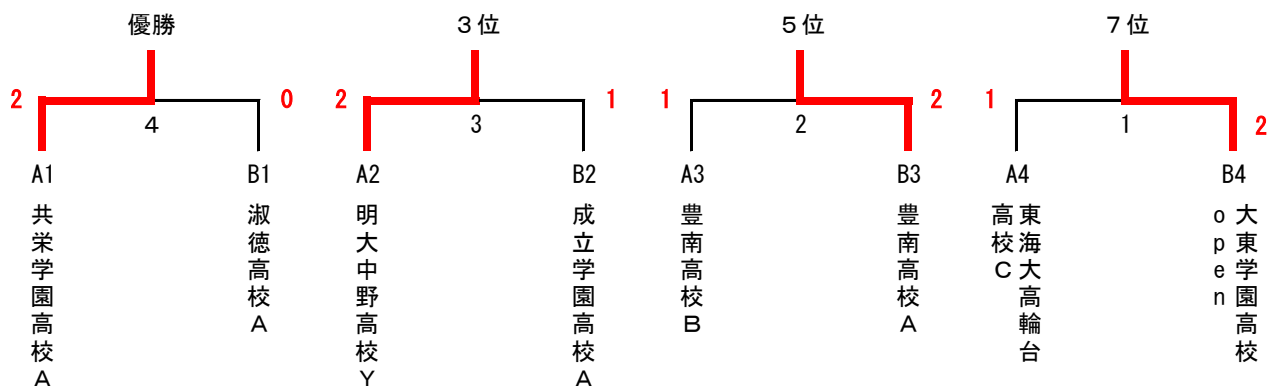 優勝
3位
5位
7位
2
0
2
1
1
2
1
2
4
3
2
1
A1
B1
A2
B2
A3
B3
A4
B4
共栄学園高校A
淑徳高校A
明大中野高校Y
成立学園高校A
豊南高校B
豊南高校A
東海大高輪台
高校C
大東学園高校
open